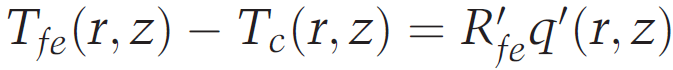 T_{fe}(r, z) − T_c(r, z) = R'_{fe}q'(r, z)